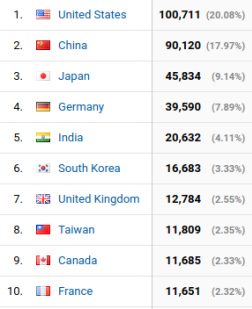 1. United States 100,711 (20.08%)
2. China 90,120 (17.97%)
3. Japan 45,834 (9.14%)
4. Germany 39,590 (7.89%)
5. India 20,632 (4.11%)
6. South Korea 16,683 (3.33%)
7. United Kingdom 12,784 (2.55%)
8. Taiwan 11,809 (2.35%)
9. Canada 11,685 (2.33%)
10. France 11,651 (2.32%)